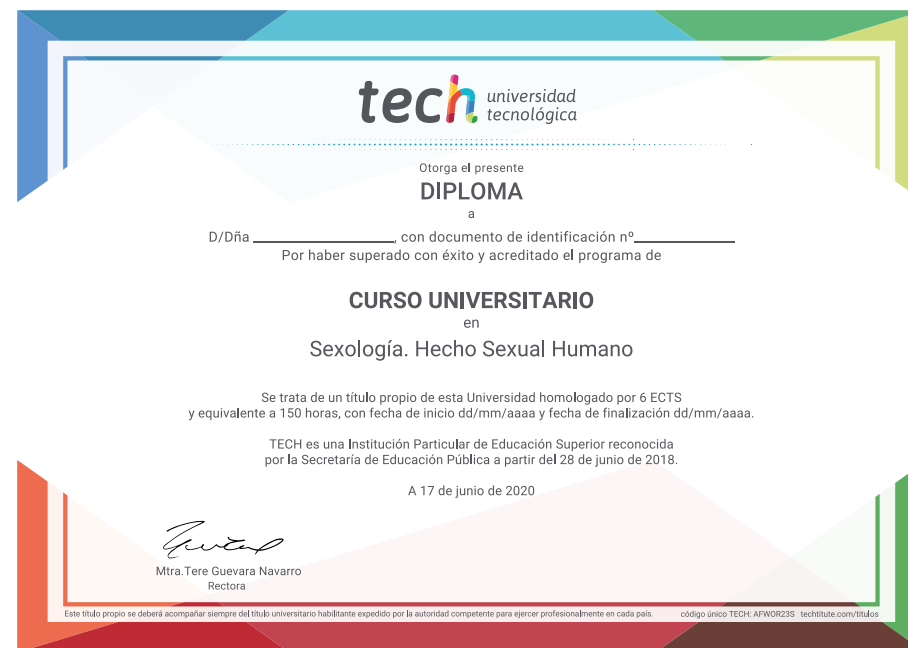 tech universidad
tecnológica
Otorga el presente
DIPLOMA
a
D/Dña ____________________, con documento de identificación nº______________
Por haber superado con éxito y acreditado el programa de
CURSO UNIVERSITARIO
en
Sexología. Hecho Sexual Humano
Se trata de un título propio de esta Universidad homologado por 6 ECTS
y equivalente a 150 horas, con fecha de inicio dd/mm/aaaa y fecha de finalización dd/mm/aaaa.
TECH es una Institución Particular de Educación Superior reconocida
por la Secretaría de Educación Pública a partir del 28 de junio de 2018.
A 17 de junio de 2020
Mtra.Tere Guevara Navarro
Rectora
Este título propio se deberá acompañar siempre del título universitario habilitante expedido por la autoridad competente para ejercer profesionalmente en cada país. código único TECH: AFWOR23S techtitute.com/titulos